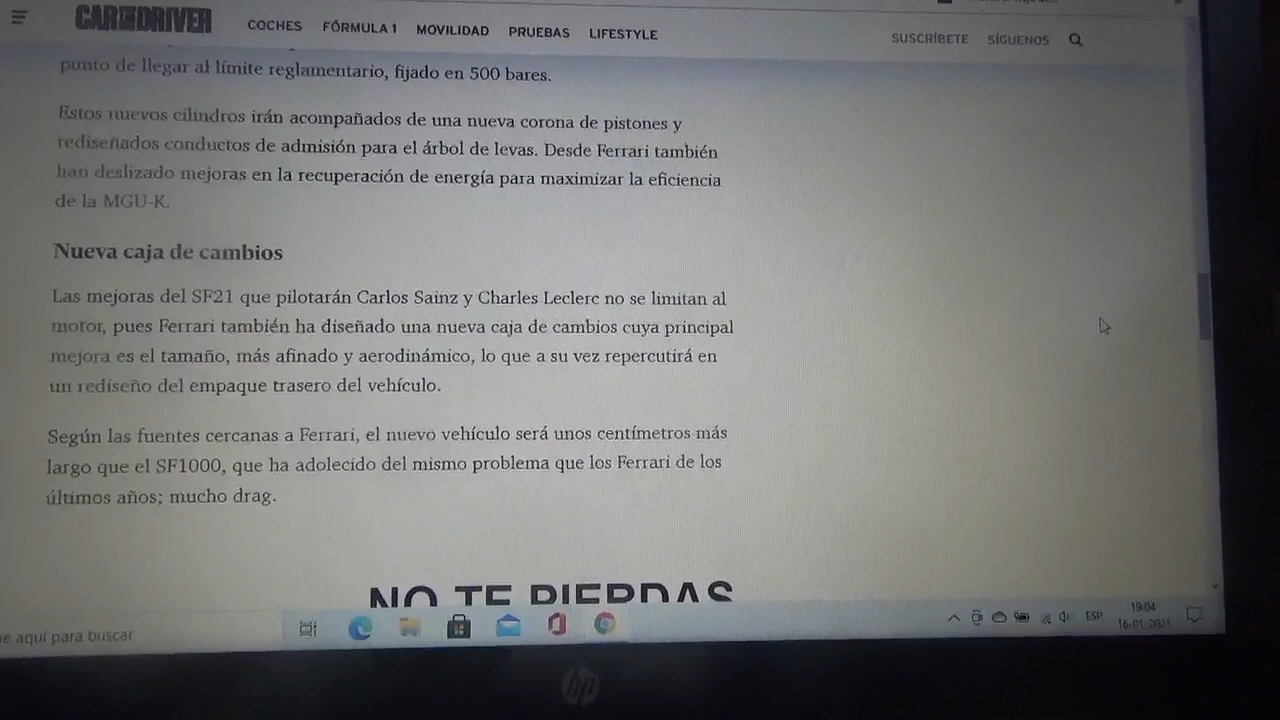 CAR AND DRIVER COCHES FÓRMULA 1 MOVILIDAD PRUEBAS LIFESTYLE SUSCRÍBETE SÍGUENOS
punto de llegar al límite reglamentario, fijado en 500 bares.
Estos nuevos cilindros irán acompañados de una nueva corona de pistones y
rediseñados conductos de admisión para el árbol de levas. Desde Ferrari también
han deslizado mejoras en la recuperación de energía para maximizar la eficiencia
de la MGU-K.
Nueva caja de cambios
Las mejoras del SF21 que pilotarán Carlos Sainz y Charles Leclerc no se limitan al
motor, pues Ferrari también ha diseñado una nueva caja de cambios cuya principal
mejora es el tamaño, más afinado y aerodinámico, lo que a su vez repercutirá en
un rediseño del empaque trasero del vehículo.
Según las fuentes cercanas a Ferrari, el nuevo vehículo será unos centímetros más
largo que el SF1000, que ha adolecido del mismo problema que los Ferrari de los
últimos años; mucho drag.
NO TE PIERDAS
e aquí para buscar
ESP
19:04
16-01-2021
hp